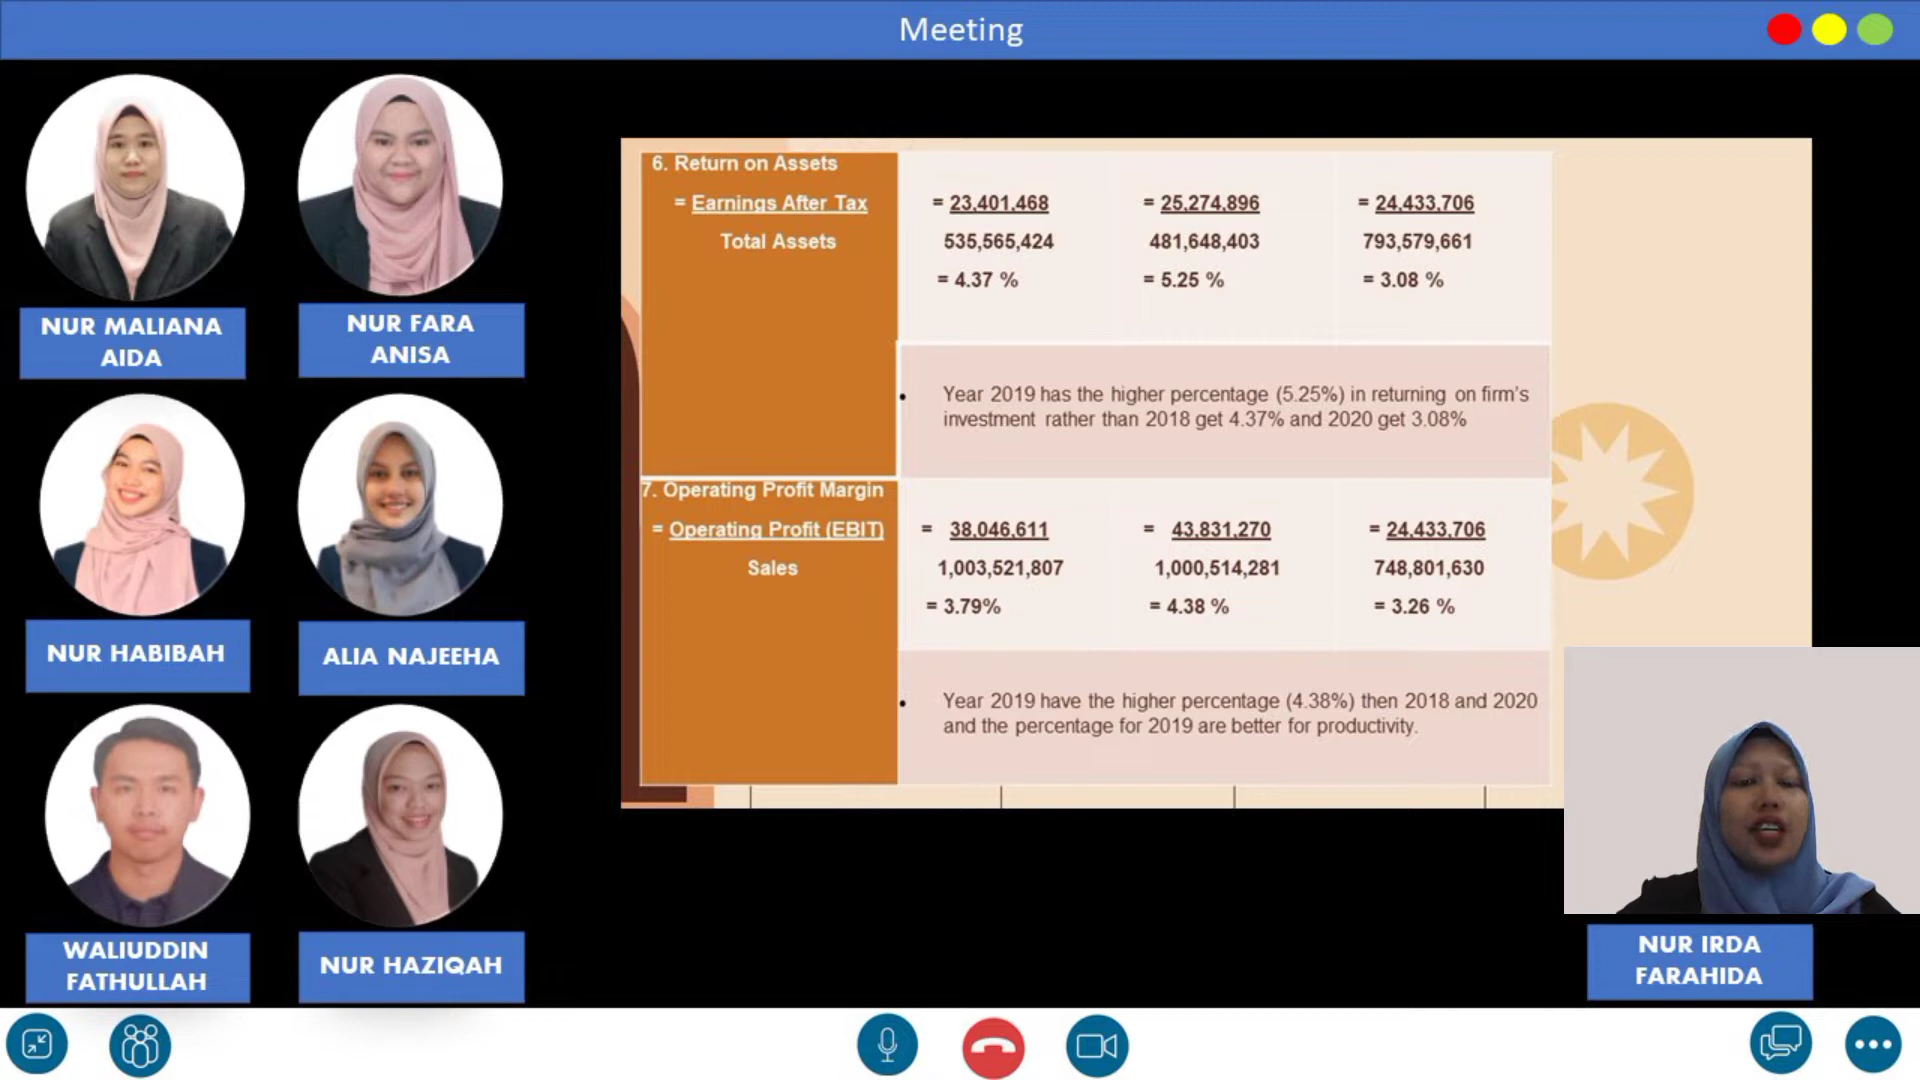 Meeting
NUR MALIANA
AIDA
NUR FARA
ANISA
NUR HABIBAH
ALIA NAJEEHA
WALIUDDIN
FATHULLAH
NUR HAZIQAH
6. Return on Assets
= Earnings After Tax
Total Assets
= 23,401,468
535,565,424
= 4.37 %
= 25,274,896
481,648,403
= 5.25 %
= 24,433,706
793,579,661
= 3.08 %
• Year 2019 has the higher percentage (5.25%) in returning on firm's
investment rather than 2018 get 4.37% and 2020 get 3.08%
7. Operating Profit Margin
= Operating Profit (EBIT)
Sales
= 38,046,611
1,003,521,807
= 3.79%
= 43,831,270
1,000,514,281
= 4.38 %
= 24,433,706
748,801,630
= 3.26 %
• Year 2019 have the higher percentage (4.38%) then 2018 and 2020
and the percentage for 2019 are better for productivity.
NUR IRDA
FARAHIDA